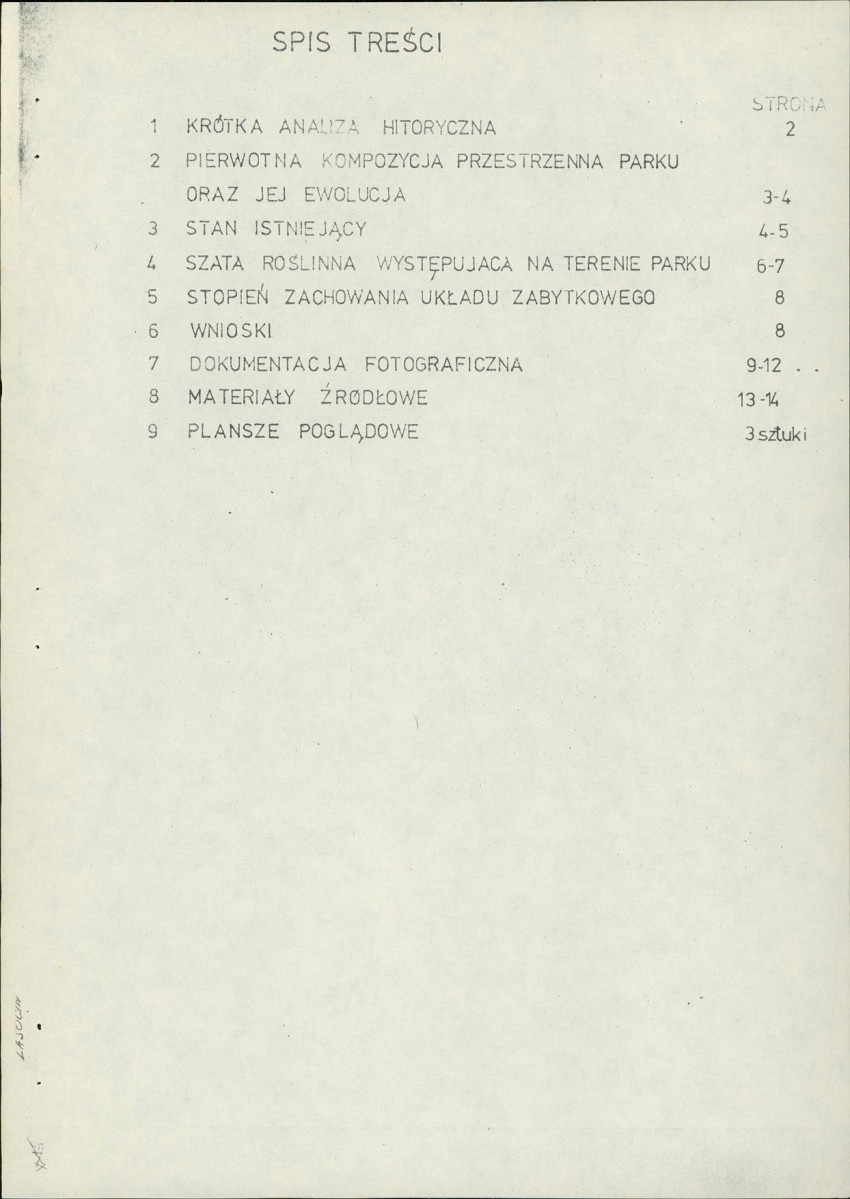 SPIS TREŚCI
STRONA
1 KRÓTKA ANALIZA HITORYCZNA 2
2 PIERWOTNA KOMPOZYCJA PRZESTRZENNA PARKU
ORAZ JEJ EWOLUCJA 3-4
3 STAN ISTNIEJĄCY 4-5
4 SZATA ROŚLINNA WYSTĘPUJACA NA TERENIE PARKU 6-7
5 STOPIEŃ ZACHOWANIA UKŁADU ZABYTKOWEGO 8
6 WNIOSKI 8
7 DOKUMENTACJA FOTOGRAFICZNA 9-12 . .
8 MATERIAŁY ŹRODŁOWE 13-14
9 PLANSZE POGLĄDOWE 3 sztuki